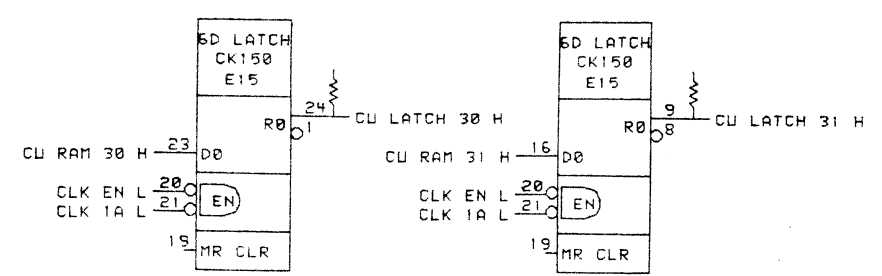 6D LATCH
CK150
E15
24
R0
1
CU LATCH 30 H
CU RAM 30 H
23
D0
CLK EN L
20
CLK 1A L
21
EN
19
MR CLR
6D LATCH
CK150
E15
9
R0
8
CU LATCH 31 H
CU RAM 31 H
16
D0
CLK EN L
20
CLK 1A L
21
EN
19
MR CLR